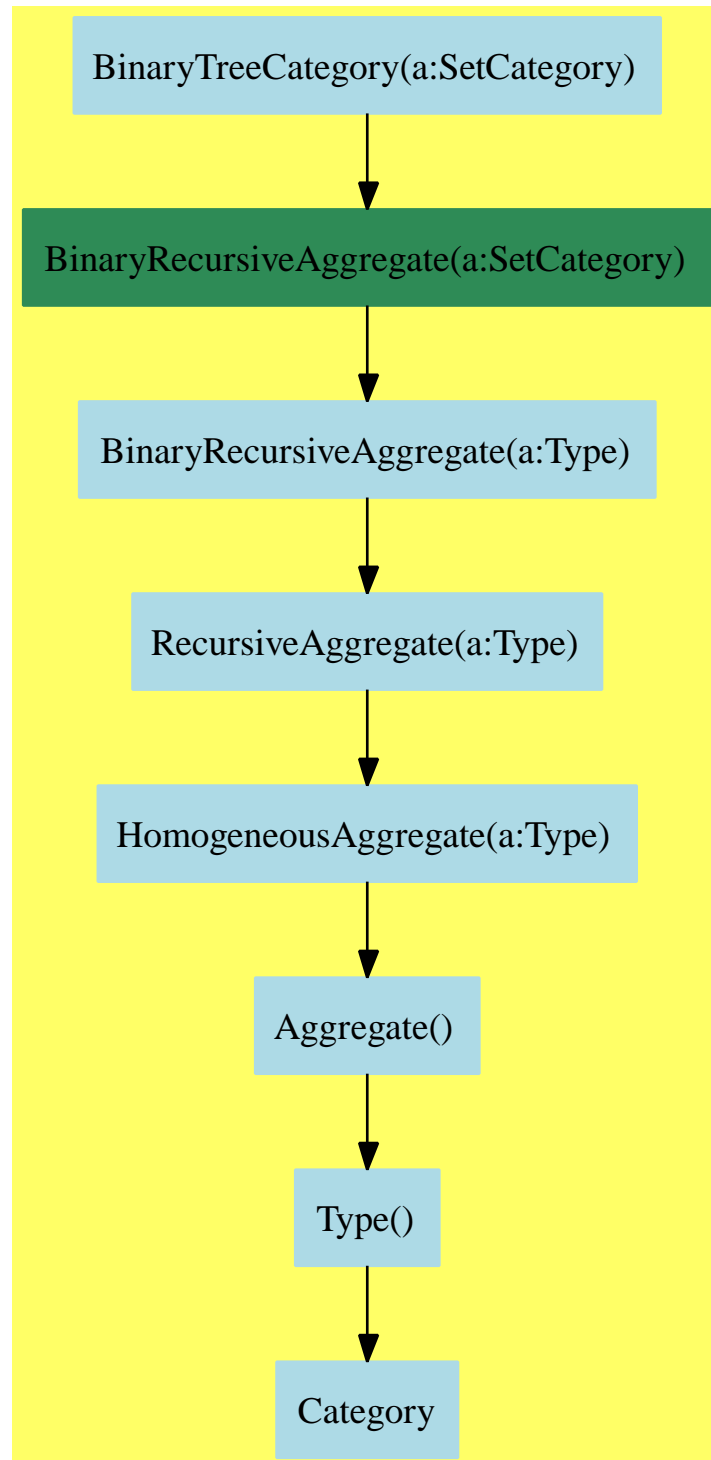 BinaryTreeCategory(a:SetCategory)
BinaryRecursiveAggregate(a:SetCategory)
BinaryRecursiveAggregate(a:Type)
RecursiveAggregate(a:Type)
HomogeneousAggregate(a:Type)
Aggregate()
Type()
Category